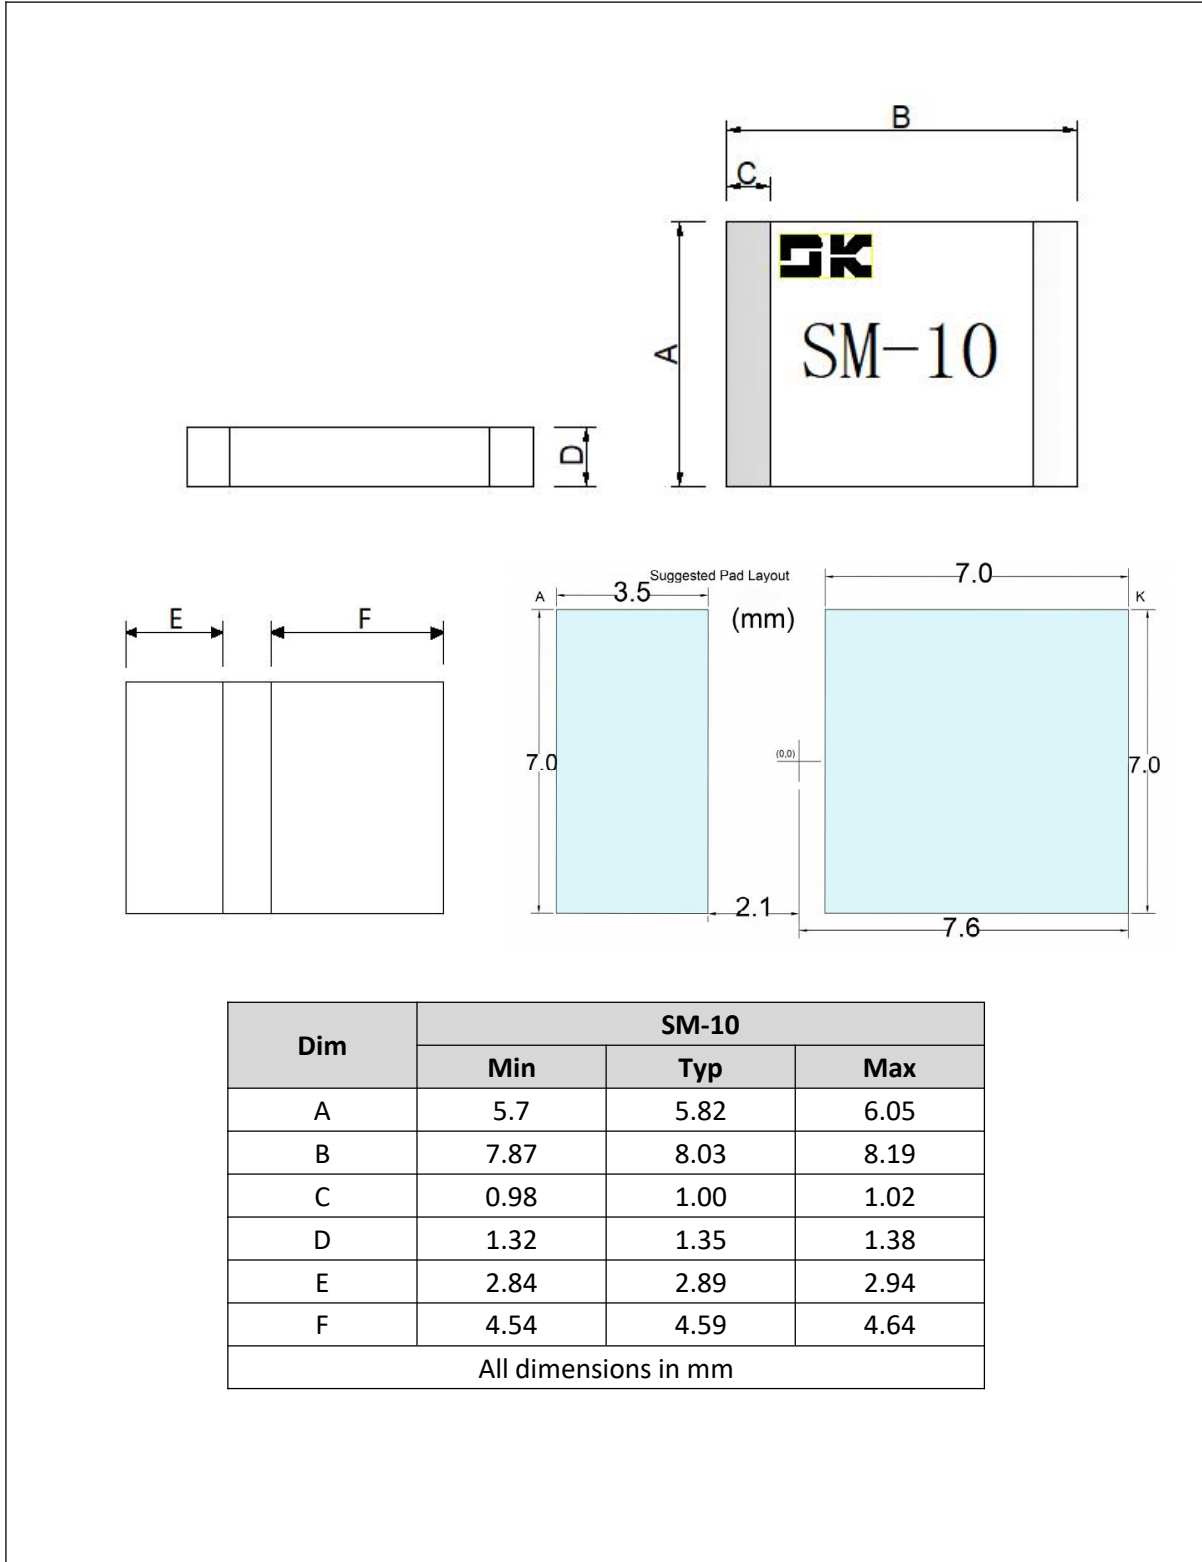 B
C
SK
A
SM-10
D
E
F
Suggested Pad Layout
7.0
A
3.5
K
(mm)
(0,0)
7.0
7.0
2.1
7.6
Dim SM-10
Min Typ Max
A 5.7 5.82 6.05
B 7.87 8.03 8.19
C 0.98 1.00 1.02
D 1.32 1.35 1.38
E 2.84 2.89 2.94
F 4.54 4.59 4.64
All dimensions in mm